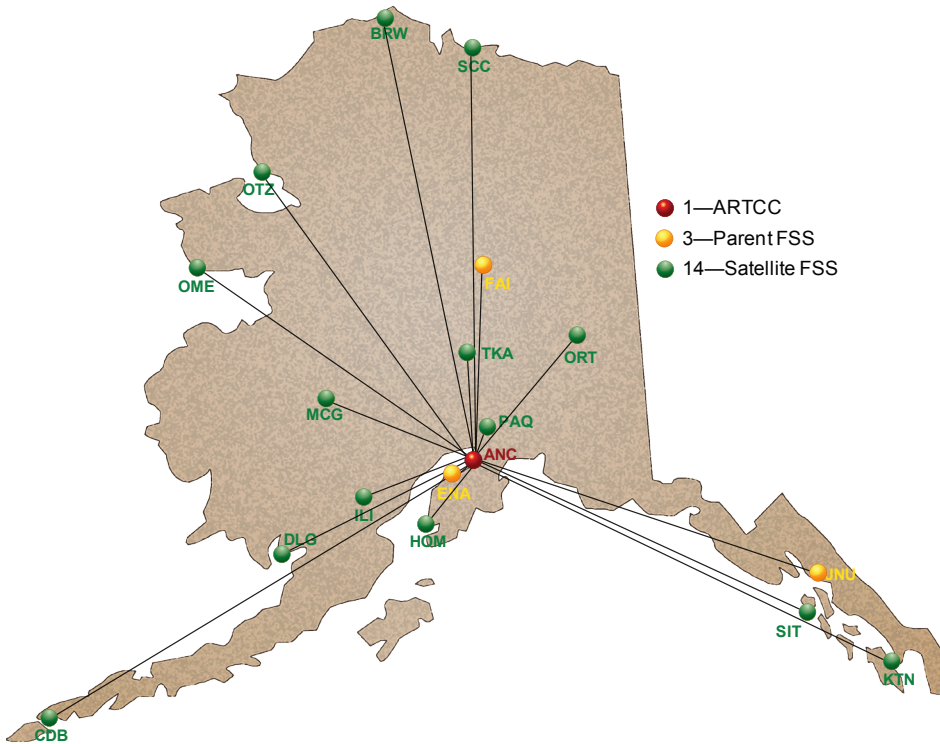 BRW
SCC
OTZ
1—ARTCC
3—Parent FSS
14—Satellite FSS
OME
FAI
TKA
ORT
MCG
PAQ
ANC
ENA
ILI
DLG
HOM
JNU
SIT
KTN
CDB